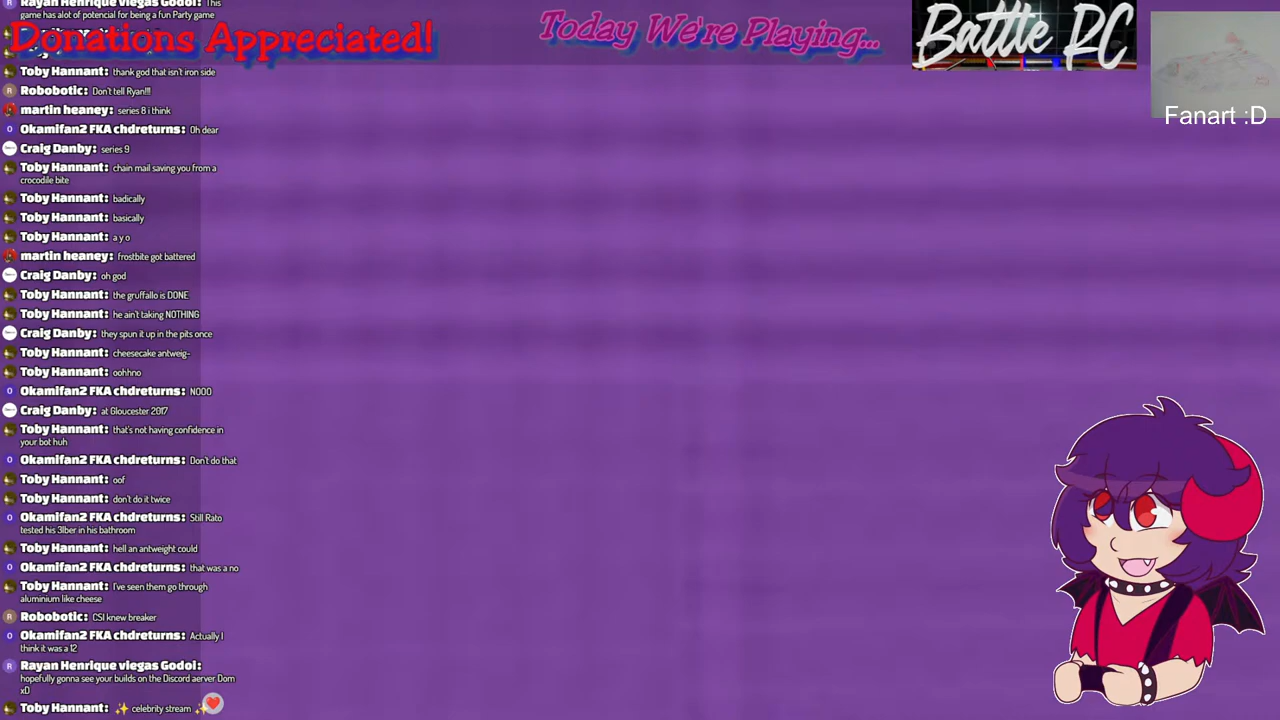 Rayan Henrique viegas Godoi: This
game has alot of potencial for being a fun Party game
Donations Appreciated!
Today We're Playing...
Battle RC
Fanart :D
Toby Hannant: thank god that isn't iron side
R Robobotic: Don't tell Ryan!!!
martin heaney: series 8 i think
O Okamifan2 FKA chdreturns: Oh dear
Craig Danby: series 9
Toby Hannant: chain mail saving you from a
crocodile bite
Toby Hannant: badically
Toby Hannant: basically
Toby Hannant: a y o
martin heaney: frostbite got battered
Craig Danby: oh god
Toby Hannant: the gruffallo is DONE
Toby Hannant: he ain't taking NOTHING
Craig Danby: they spun it up in the pits once
Toby Hannant: cheesecake antweig-
Toby Hannant: oohhno
O Okamifan2 FKA chdreturns: NOOO
Craig Danby: at Gloucester 2017
Toby Hannant: that's not having confidence in
your bot huh
O Okamifan2 FKA chdreturns: Don't do that
Toby Hannant: oof
Toby Hannant: don't do it twice
O Okamifan2 FKA chdreturns: Still Rato
tested his 3lber in his bathroom
Toby Hannant: hell an antweight could
O Okamifan2 FKA chdreturns: that was a no
Toby Hannant: I've seen them go through
aluminium like cheese
R Robobotic: CSI knew breaker
O Okamifan2 FKA chdreturns: Actually I
think it was a 12
R Rayan Henrique viegas Godoi:
hopefully gonna see your builds on the Discord aerver Dom
xD
Toby Hannant: ✨ celebrity stream ✨